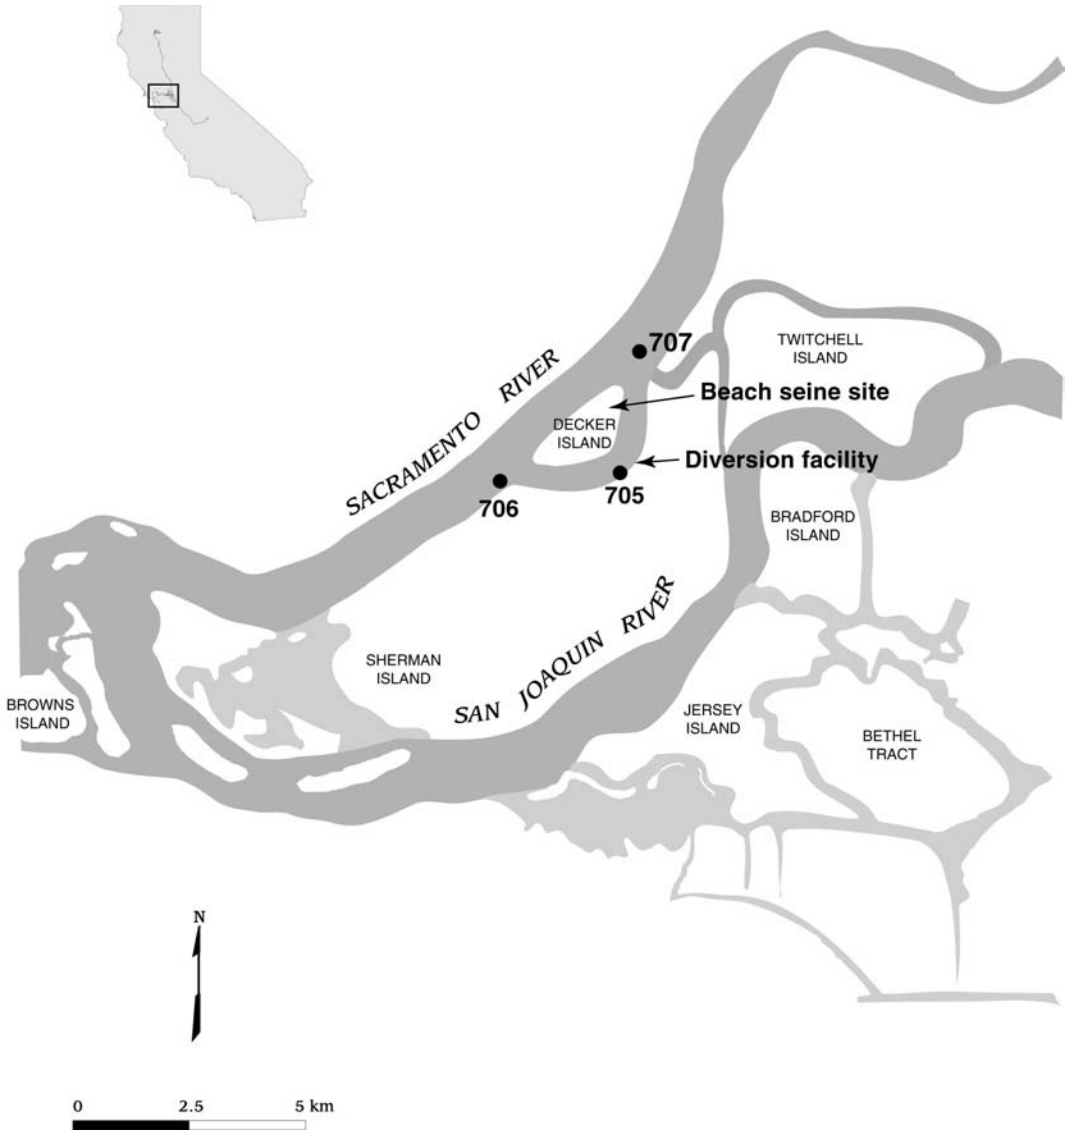 707
TWITCHELL
ISLAND
Beach seine site
DECKER
ISLAND
SACRAMENTO RIVER
Diversion facility
706
705
BRADFORD
ISLAND
SAN JOAQUIN RIVER
SHERMAN
ISLAND
BROWNS
ISLAND
JERSEY
ISLAND
BETHEL
TRACT
N
0 2.5 5 km